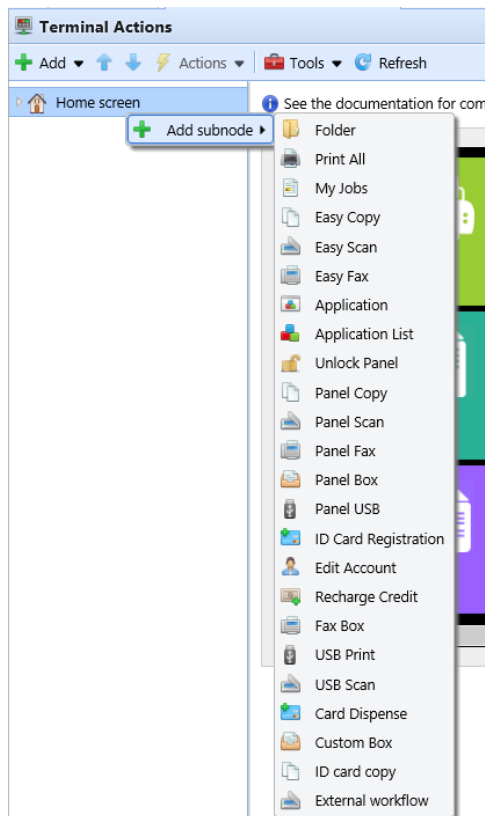 Terminal Actions
Add Actions Tools Refresh
Home screen
See the documentation for com
Add subnode
Folder
Print All
My Jobs
Easy Copy
Easy Scan
Easy Fax
Application
Application List
Unlock Panel
Panel Copy
Panel Scan
Panel Fax
Panel Box
Panel USB
ID Card Registration
Edit Account
Recharge Credit
Fax Box
USB Print
USB Scan
Card Dispense
Custom Box
ID card copy
External workflow